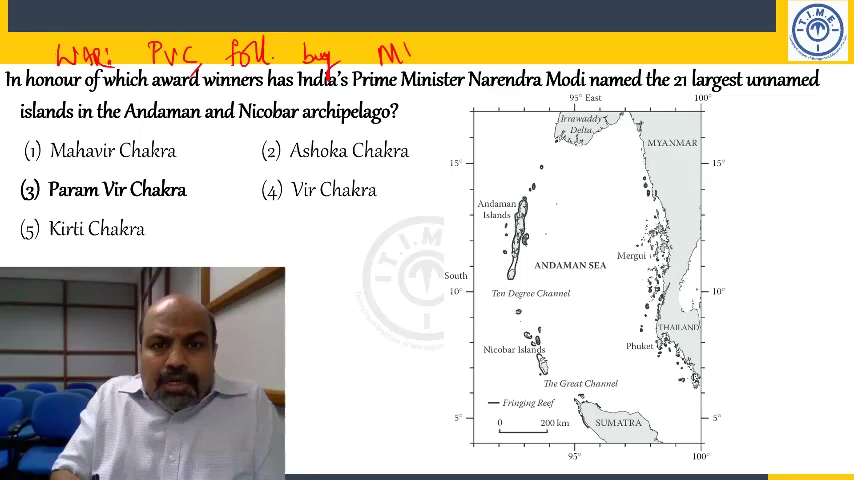 T.I.M.E.
WAR: PVC foll. by M
In honour of which award winners has India's Prime Minister Narendra Modi named the 21 largest unnamed
islands in the Andaman and Nicobar archipelago?
(1) Mahavir Chakra (2) Ashoka Chakra
(3) Param Vir Chakra (4) Vir Chakra
(5) Kirti Chakra
95° East 100°
Irrawaddy
Delta
MYANMAR
15° 15°
Andaman
Islands
Mergui
ANDAMAN SEA
South
10° 10°
Ten Degree Channel
THAILAND
Nicobar Islands
Phuket
The Great Channel
Fringing Reef
5° 5°
0 200 km
SUMATRA
95° 100°